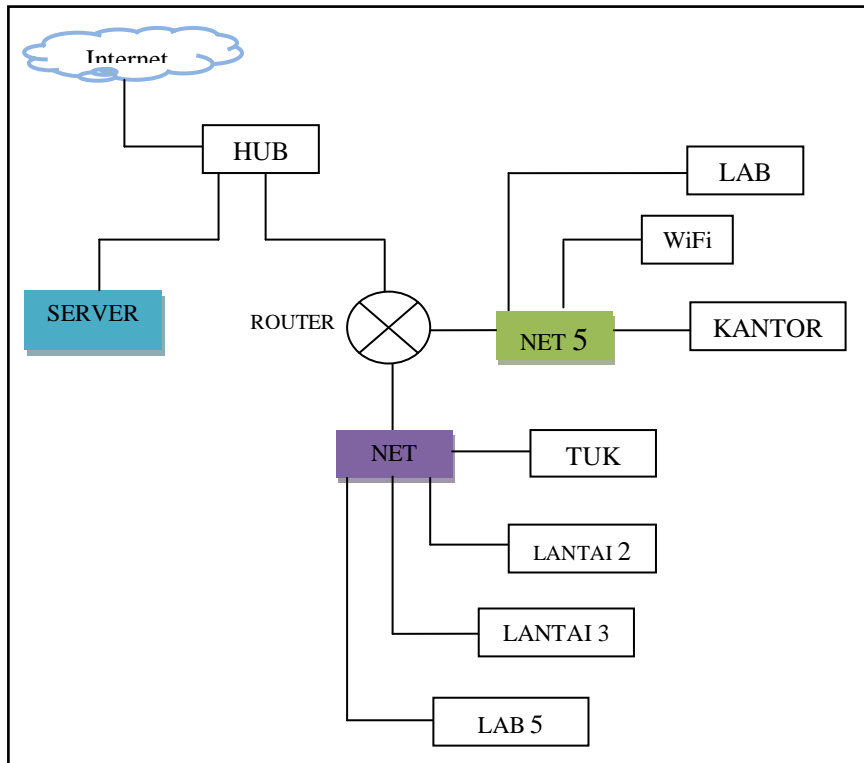 Internet
HUB
LAB
WiFi
SERVER
ROUTER
NET 5
KANTOR
NET
TUK
LANTAI 2
LANTAI 3
LAB 5